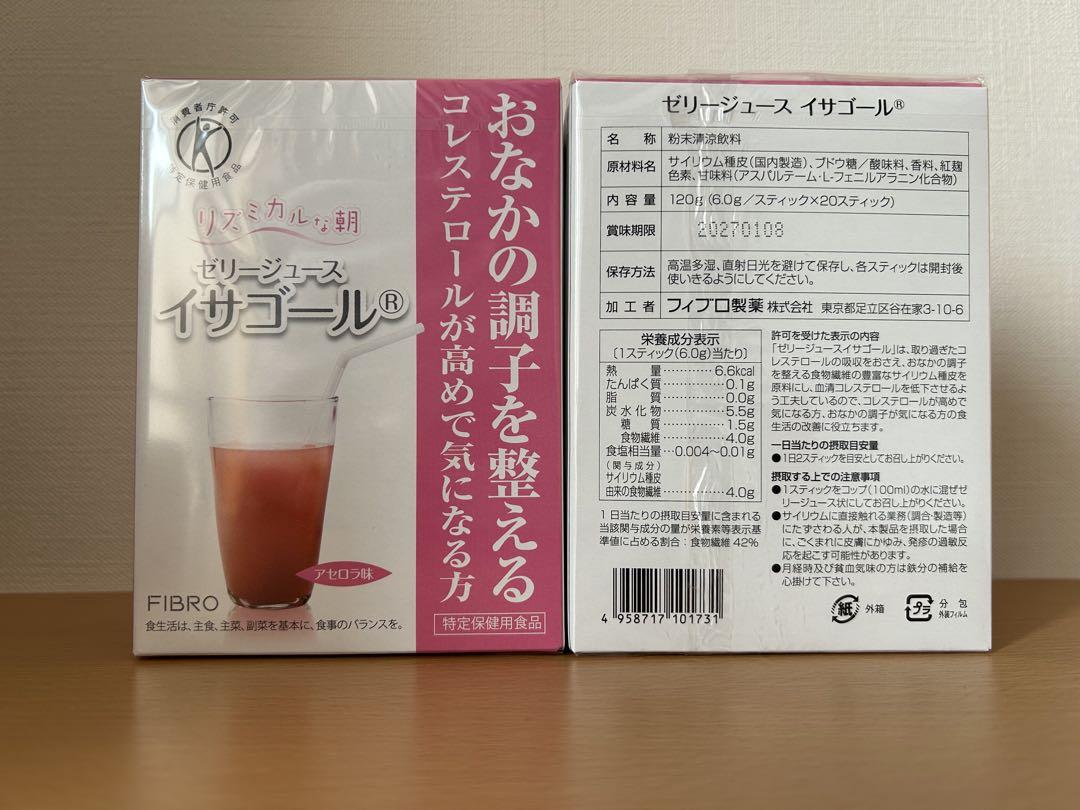 消費者庁許可
特定保健用食品
リズミカルな朝
ゼリージュース
イサゴール®
おなかの調子を整える
コレステロールが高めで気になる方
アセロラ味
FIBRO
食生活は、主食、主菜、副菜を基本に、食事のバランスを。
特定保健用食品
ゼリージュース イサゴール®
名 称 粉末清涼飲料
原材料名 サイリウム種皮(国内製造)、ブドウ糖/酸味料、香料、紅麹
色素、甘味料(アスパルテーム・L-フェニルアラニン化合物)
内容量 120g(6.0g/スティック×20スティック)
賞味期限 20270108
保存方法 高温多湿、直射日光を避けて保存し、各スティックは開封後
使いきるようにしてください。
加工者 フィブロ製薬株式会社 東京都足立区谷在家3-10-6
栄養成分表示
〔1スティック(6.0g)当たり〕
熱量…………6.6kcal
たんぱく質…………0.1g
脂質…………0.0g
炭水化物…………5.5g
糖質…………1.5g
食物繊維…………4.0g
食塩相当量…0.004~0.01g
(関与成分)
サイリウム種皮
由来の食物繊維…………4.0g
1日当たりの摂取目安量に含まれる
当該関与成分の量が栄養素等表示基
準値に占める割合:食物繊維 42%
4 958717 101731
許可を受けた表示の内容
「ゼリージュースイサゴール」は、取り過ぎたコ
レステロールの吸収をおさえ、おなかの調子
を整える食物繊維の豊富なサイリウム種皮を
原料にし、血清コレステロールを低下させるよ
う工夫しているので、コレステロールが高めで
気になる方、おなかの調子が気になる方の食
生活の改善に役立ちます。
一日当たりの摂取目安量
●1日2スティックを目安としてお召し上がりください。
摂取する上での注意事項
●1スティックをコップ(100ml)の水に混ぜゼ
リージュース状にしてお召し上がりください。
●サイリウムに直接触れる業務(調合・製造等)
にたずさわる人が、本製品を摂取した場合
に、ごくまれに皮膚にかゆみ、発疹の過敏反
応を起こす可能性があります。
●月経時及び貧血気味の方は鉄分の補給を
心掛けて下さい。
紙 外箱
プラ 分包
外装フィルム